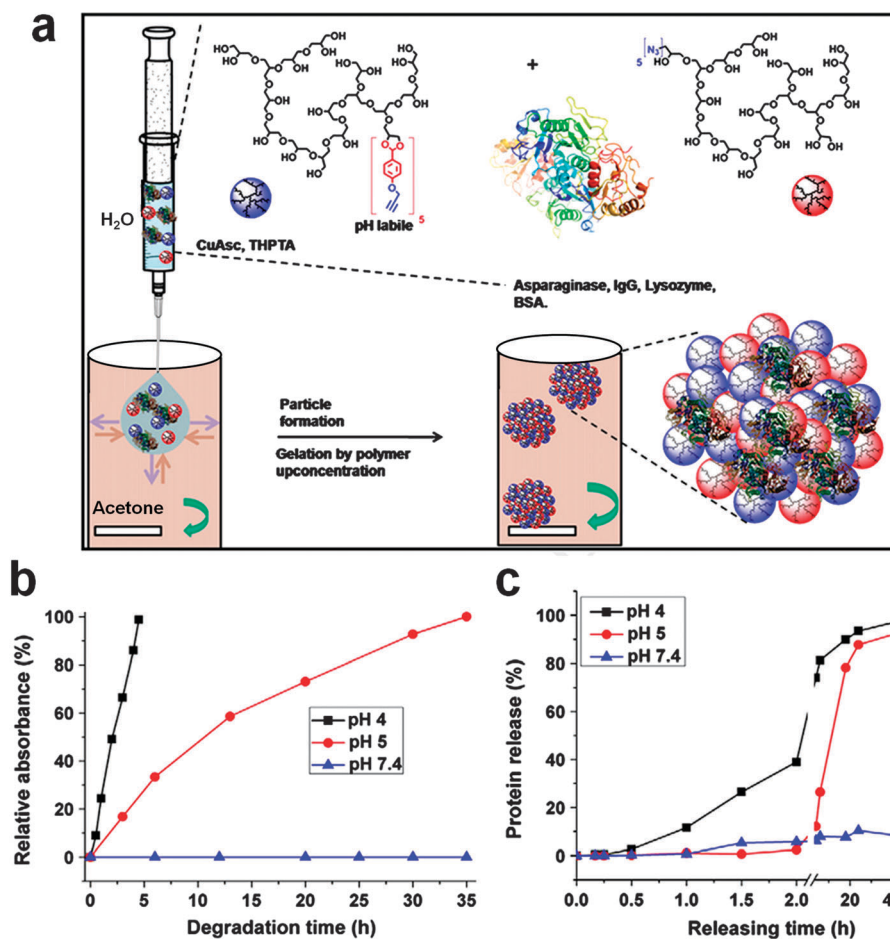 a
OH
HO
+
5 [N3]
H2O
pH labile 5
CuAsc, THPTA
Asparaginase, IgG, Lysozyme,
BSA.
Particle
formation
Gelation by polymer
upconcentration
Acetone
b
Relative absorbance (%)
100
80
60
40
20
0
pH 4
pH 5
pH 7.4
0 5 10 15 20 25 30 35
Degradation time (h)
c
Protein release (%)
100
80
60
40
20
0
pH 4
pH 5
pH 7.4
0.0 0.5 1.0 1.5 2.0 20 4
Releasing time (h)